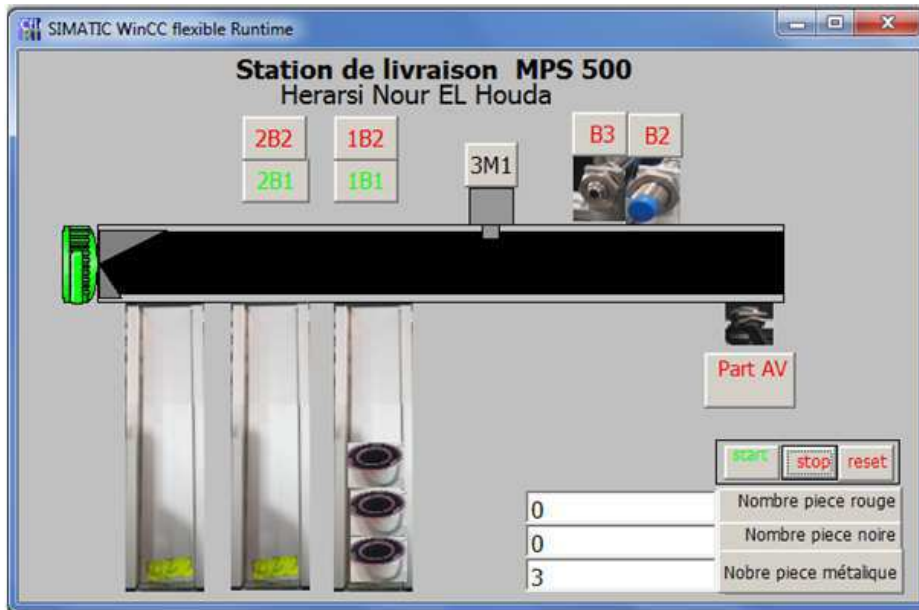 SIMATIC WinCC flexible Runtime
Station de livraison MPS 500
Herarsi Nour EL Houda
2B2 1B2 B3 B2
2B1 1B1 3M1
Part AV
start stop reset
0 Nombre piece rouge
0 Nombre piece noire
3 Nobre piece métalique